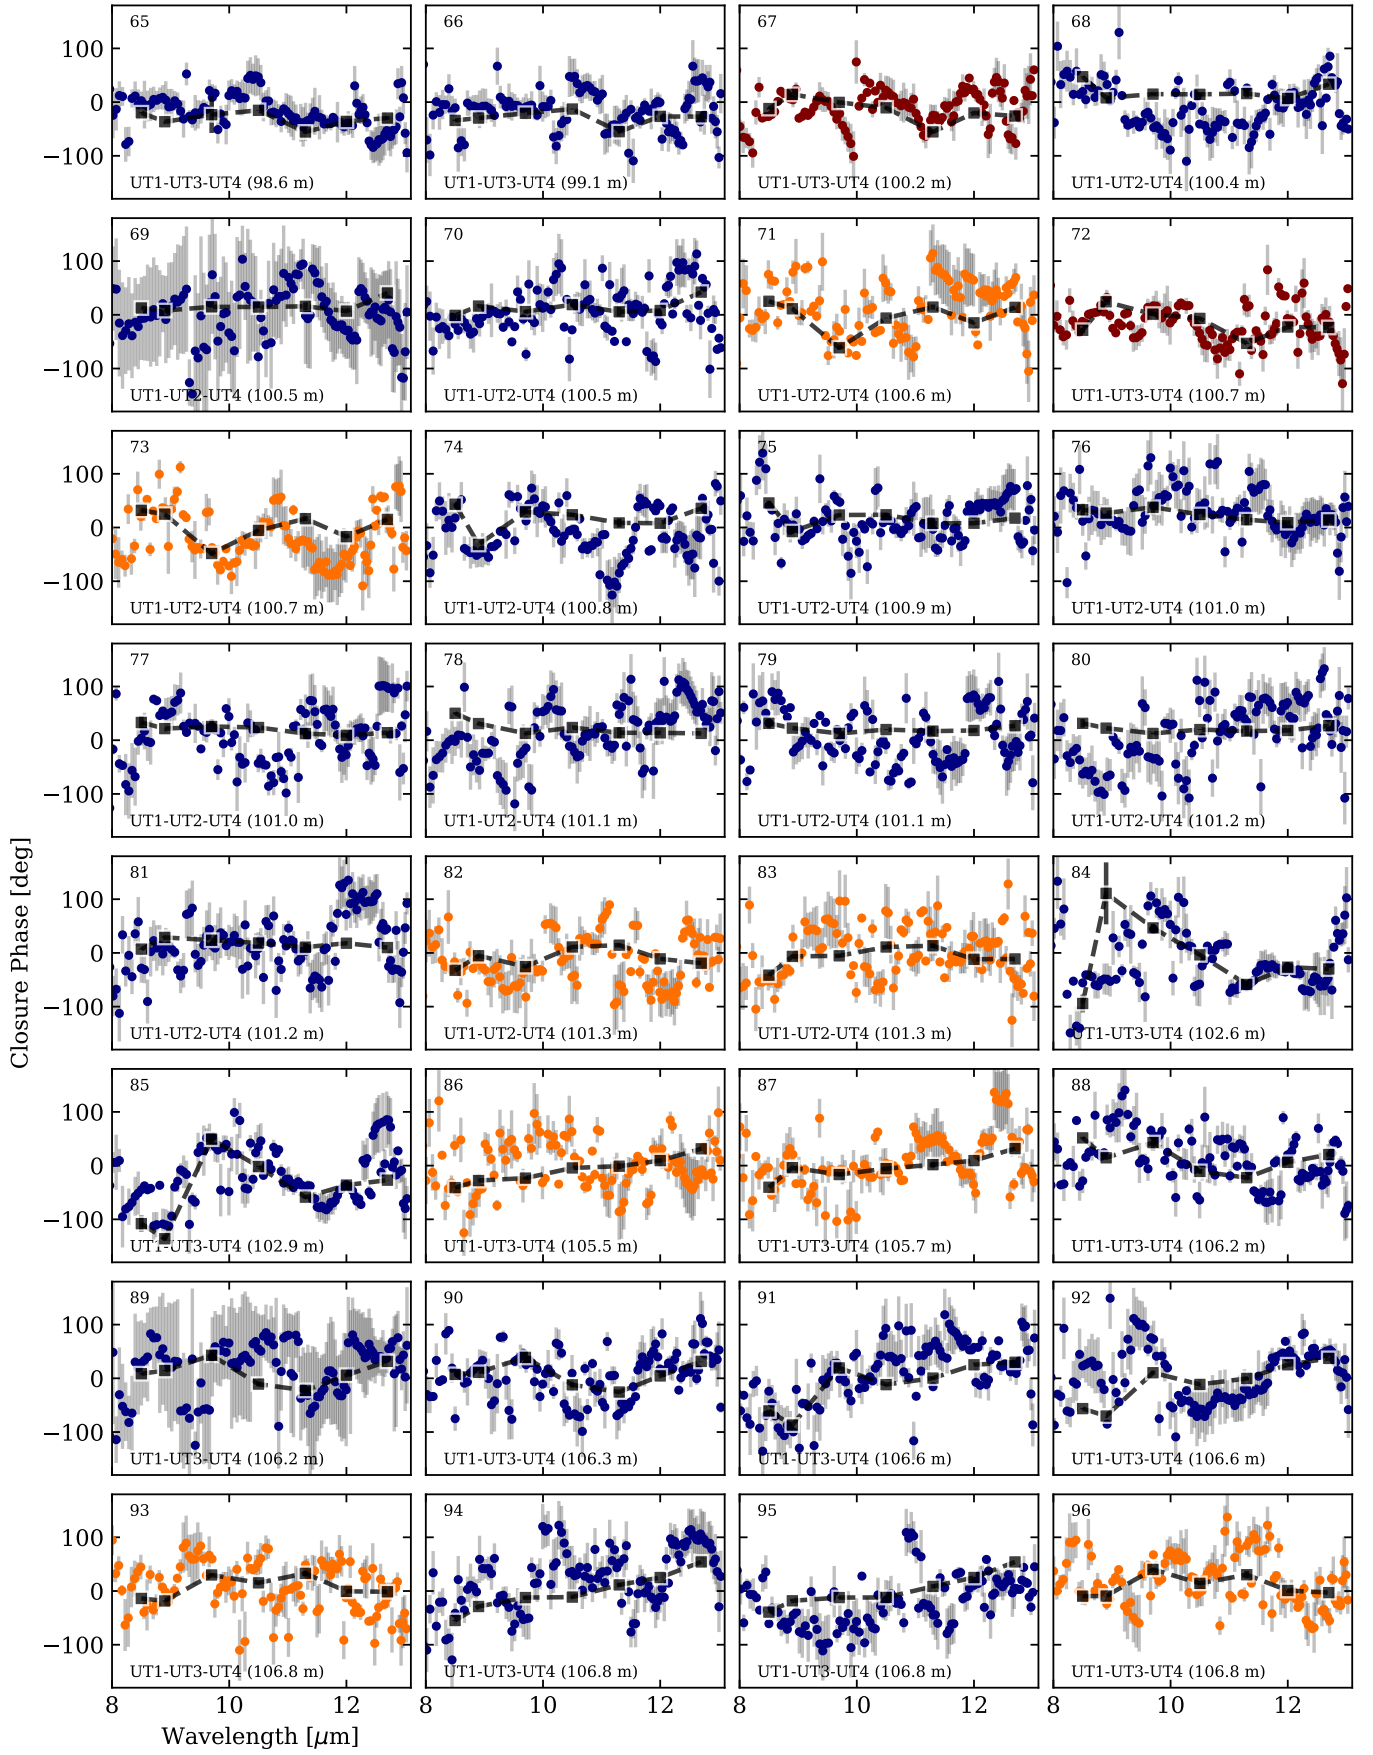 65 66 67 68
100
0
−100
UT1-UT3-UT4 (98.6 m) UT1-UT3-UT4 (99.1 m) UT1-UT3-UT4 (100.2 m) UT1-UT2-UT4 (100.4 m)
69 70 71 72
100
0
−100
UT1-UT2-UT4 (100.5 m) UT1-UT2-UT4 (100.5 m) UT1-UT2-UT4 (100.6 m) UT1-UT3-UT4 (100.7 m)
73 74 75 76
100
0
−100
UT1-UT2-UT4 (100.7 m) UT1-UT2-UT4 (100.8 m) UT1-UT2-UT4 (100.9 m) UT1-UT2-UT4 (101.0 m)
77 78 79 80
100
0
−100
UT1-UT2-UT4 (101.0 m) UT1-UT2-UT4 (101.1 m) UT1-UT2-UT4 (101.1 m) UT1-UT2-UT4 (101.2 m)
Closure Phase [deg]
81 82 83 84
100
0
−100
UT1-UT2-UT4 (101.2 m) UT1-UT2-UT4 (101.3 m) UT1-UT2-UT4 (101.3 m) UT1-UT3-UT4 (102.6 m)
85 86 87 88
100
0
−100
UT1-UT3-UT4 (102.9 m) UT1-UT3-UT4 (105.5 m) UT1-UT3-UT4 (105.7 m) UT1-UT3-UT4 (106.2 m)
89 90 91 92
100
0
−100
UT1-UT3-UT4 (106.2 m) UT1-UT3-UT4 (106.3 m) UT1-UT3-UT4 (106.6 m) UT1-UT3-UT4 (106.6 m)
93 94 95 96
100
0
−100
UT1-UT3-UT4 (106.8 m) UT1-UT3-UT4 (106.8 m) UT1-UT3-UT4 (106.8 m) UT1-UT3-UT4 (106.8 m)
8 10 12 8 10 12 8 10 12 8 10 12
Wavelength [μm]